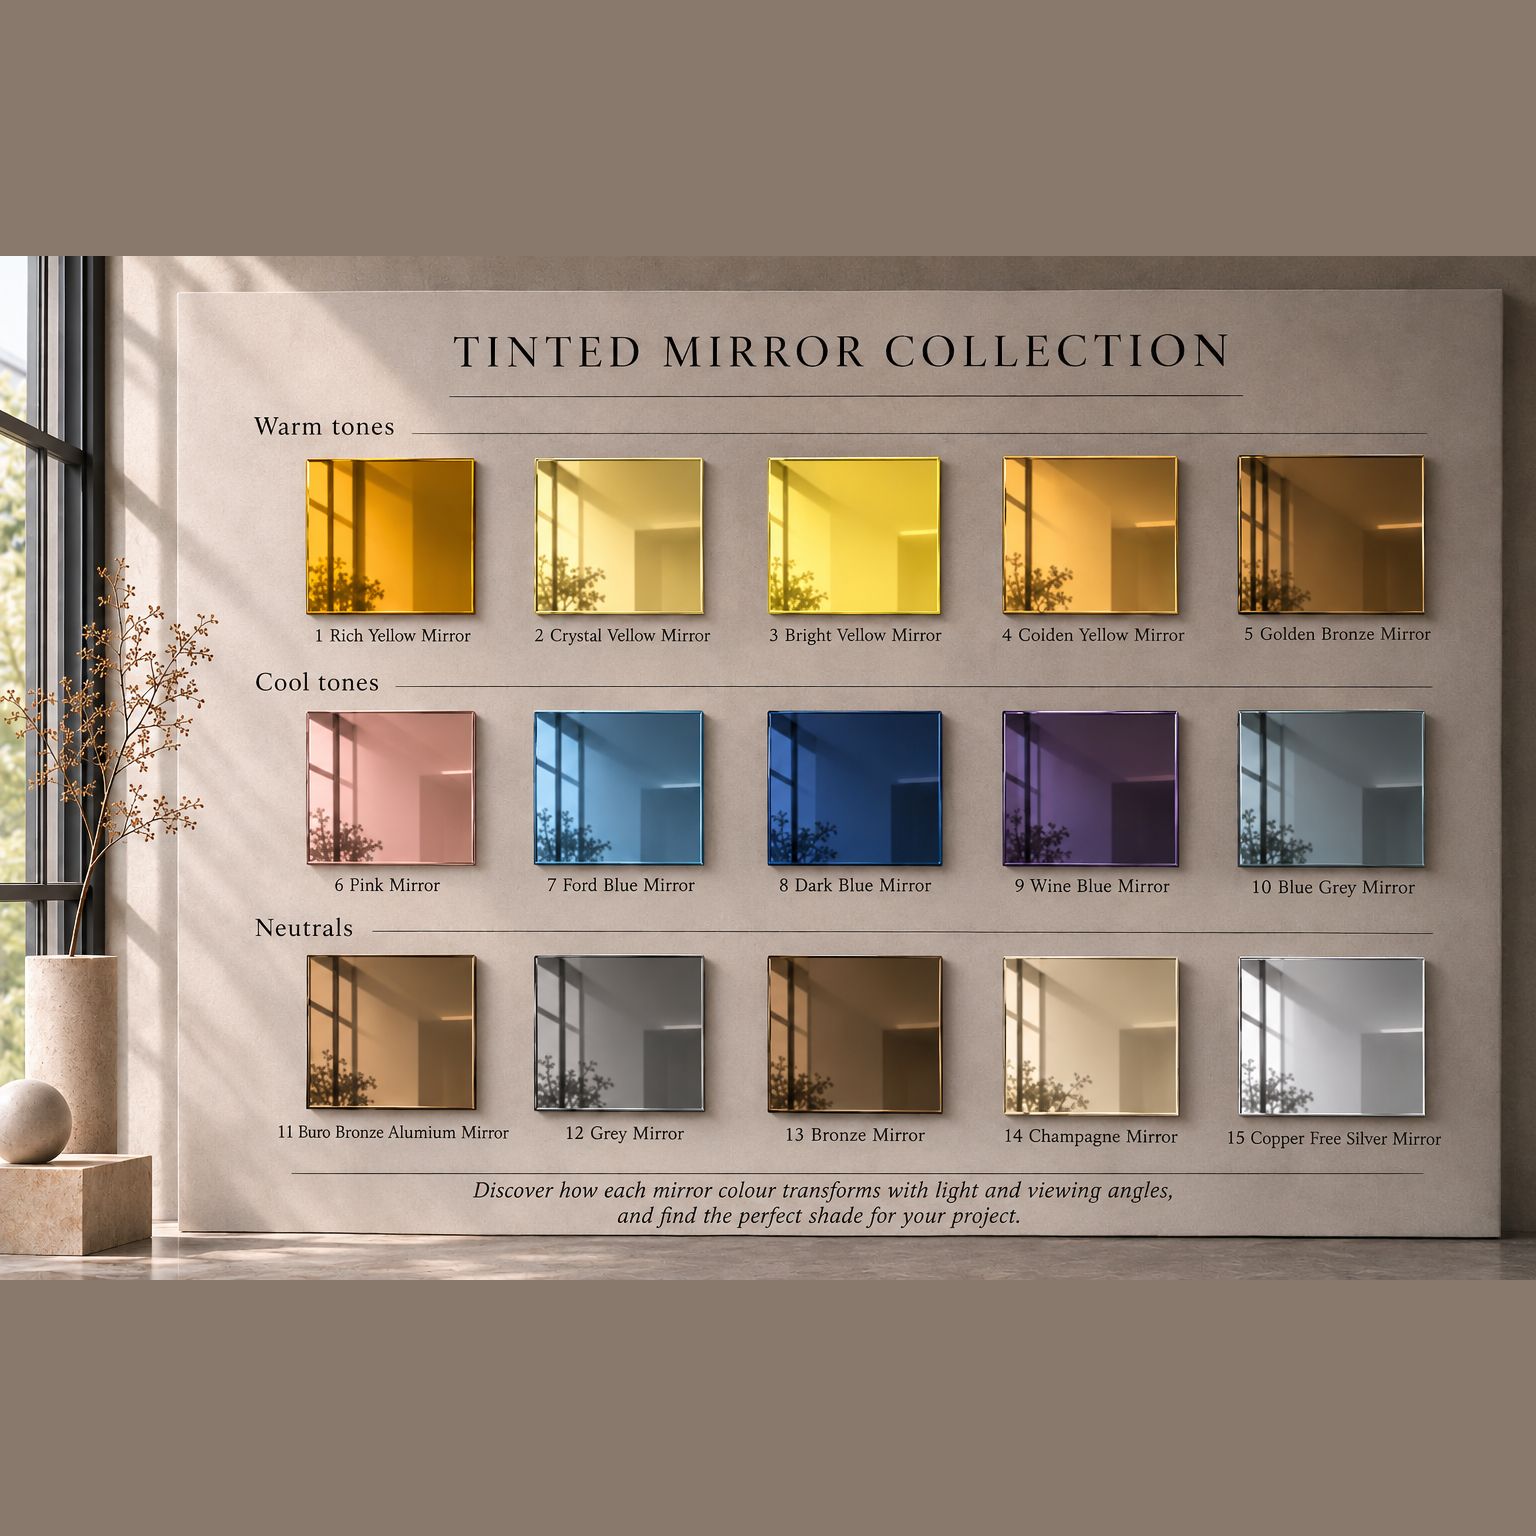 TINTED MIRROR COLLECTION
Warm tones
1 Rich Yellow Mirror
2 Crystal Vellow Mirror
3 Bright Vellow Mirror
4 Coiden Yellow Mirror
5 Golden Bronze Mirror
Cool tones
6 Pink Mirror
7 Ford Blue Mirror
8 Dark Blue Mirror
9 Wine Blue Mirror
10 Blue Grey Mirror
Neutrals
11 Buro Bronze Alumium Mirror
12 Grey Mirror
13 Bronze Mirror
14 Champagne Mirror
15 Copper Free Silver Mirror
Discover how each mirror colour transforms with light and viewing angles,
and find the perfect shade for your project.